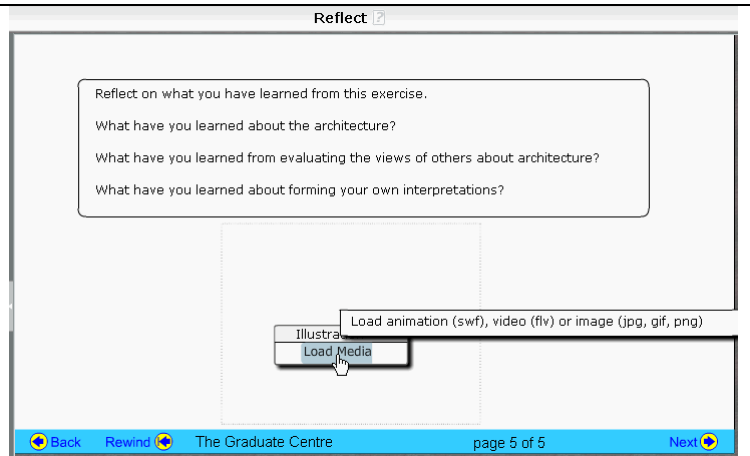 Reflect ?
Reflect on what you have learned from this exercise.
What have you learned about the architecture?
What have you learned from evaluating the views of others about architecture?
What have you learned about forming your own interpretations?
Load animation (swf), video (flv) or image (jpg, gif, png)
Illustra
Load Media
Back Rewind The Graduate Centre page 5 of 5 Next